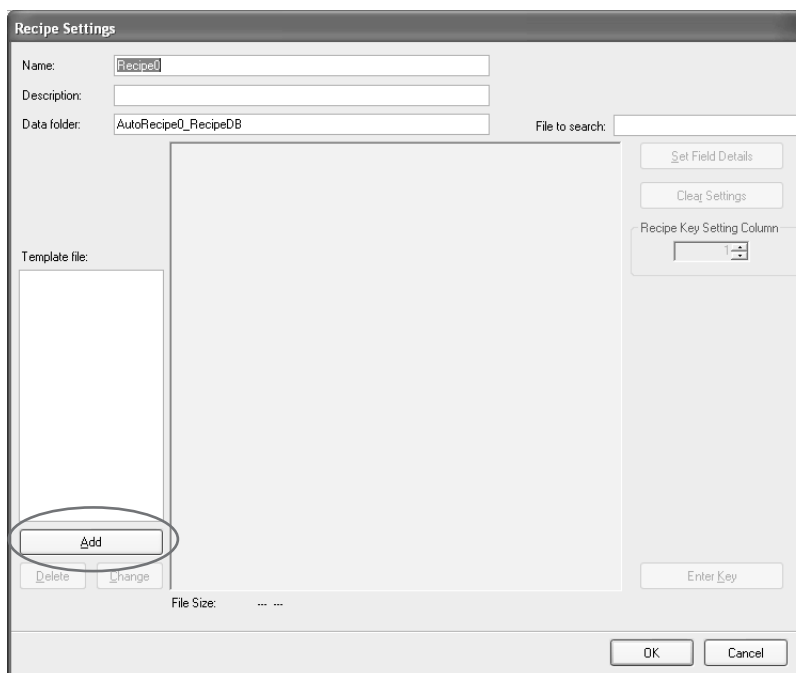 Recipe Settings
Name: Recipe0
Description:
Data folder: AutoRecipe0_RecipeDB
File to search:
Set Field Details
Clear Settings
Recipe Key Setting Column
1
Template file:
Add
Delete Change
Enter Key
File Size: --- ---
OK Cancel